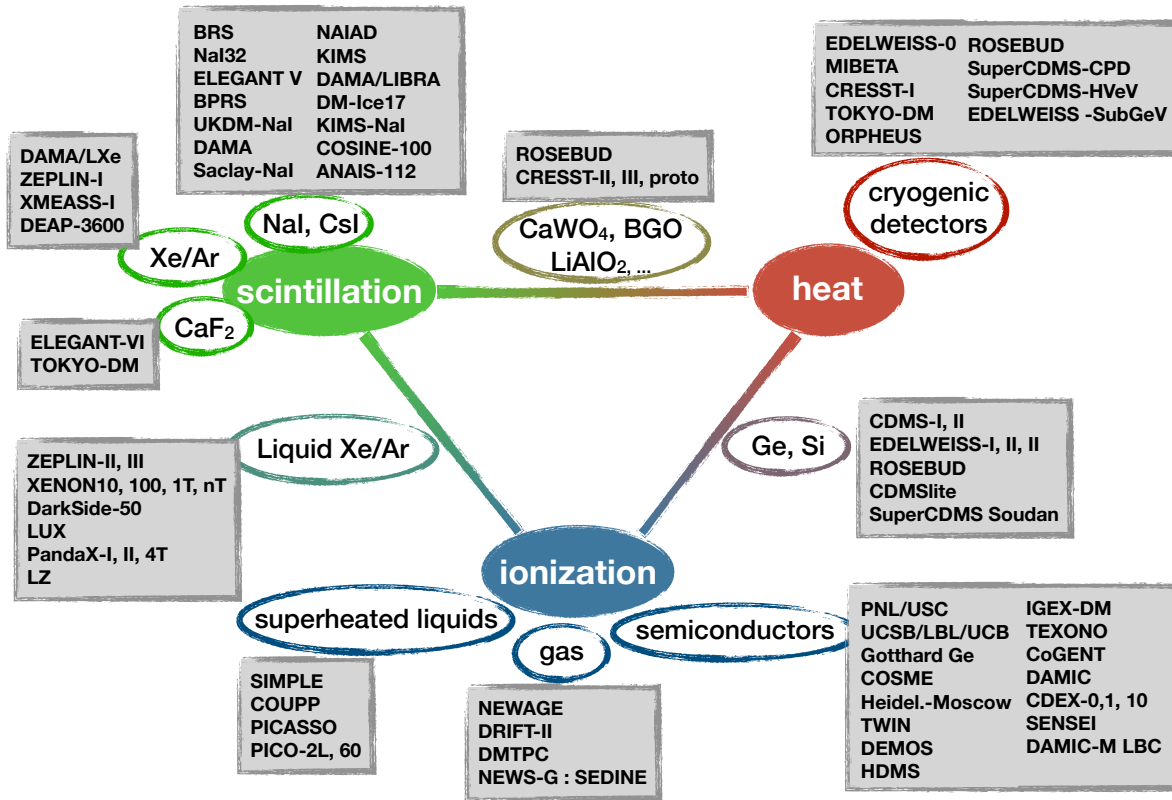 BRS NAIAD
NaI32 KIMS
ELEGANT V DAMA/LIBRA
BPRS DM-Ice17
UKDM-NaI KIMS-NaI
DAMA COSINE-100
Saclay-NaI ANAIS-112
EDELWEISS-0 ROSEBUD
MIBETA SuperCDMS-CPD
CRESST-I SuperCDMS-HVeV
TOKYO-DM EDELWEISS -SubGeV
ORPHEUS
DAMA/LXe
ZEPLIN-I
XMEASS-I
DEAP-3600
ROSEBUD
CRESST-II, III, proto
NaI, CsI
CaWO₄, BGO
LiAlO₂, ...
cryogenic
detectors
Xe/Ar
scintillation
heat
CaF₂
ELEGANT-VI
TOKYO-DM
Liquid Xe/Ar
Ge, Si
ZEPLIN-II, III
XENON10, 100, 1T, nT
DarkSide-50
LUX
PandaX-I, II, 4T
LZ
CDMS-I, II
EDELWEISS-I, II, II
ROSEBUD
CDMSlite
SuperCDMS Soudan
ionization
superheated liquids
gas
semiconductors
SIMPLE
COUPP
PICASSO
PICO-2L, 60
NEWAGE
DRIFT-II
DMTPC
NEWS-G : SEDINE
PNL/USC IGEX-DM
UCSB/LBL/UCB TEXONO
Gotthard Ge CoGENT
COSME DAMIC
Heidel.-Moscow CDEX-0,1, 10
TWIN SENSEI
DEMOS DAMIC-M LBC
HDMS